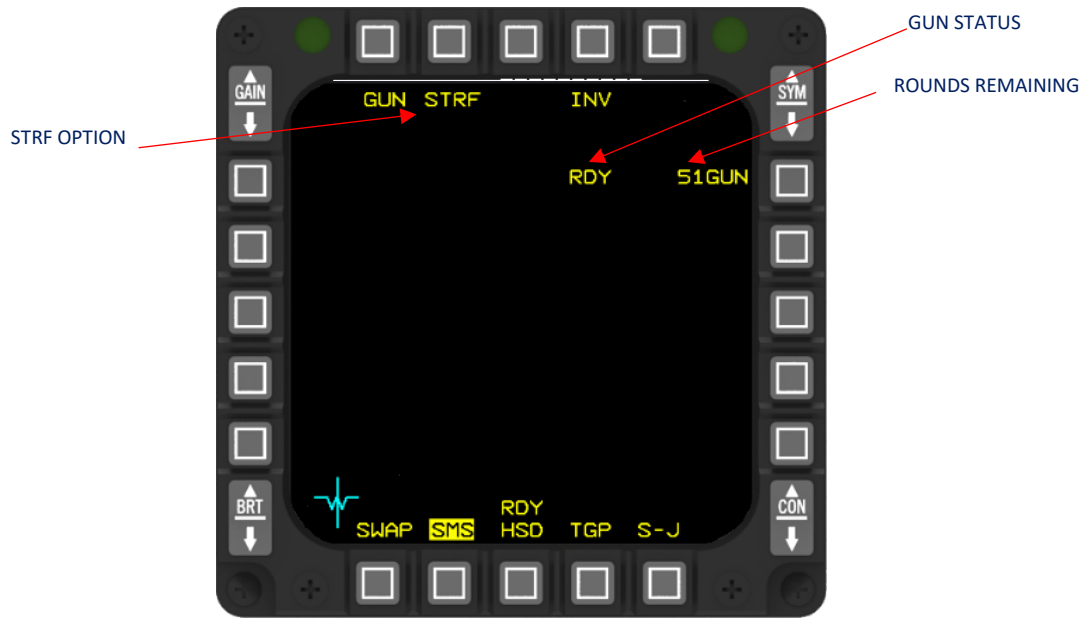 GUN STATUS
ROUNDS REMAINING
STRF OPTION
GAIN
SYM
GUN STRF INV
RDY 51GUN
RDY
SWAP SMS HSD TGP S-J
BRT
CON